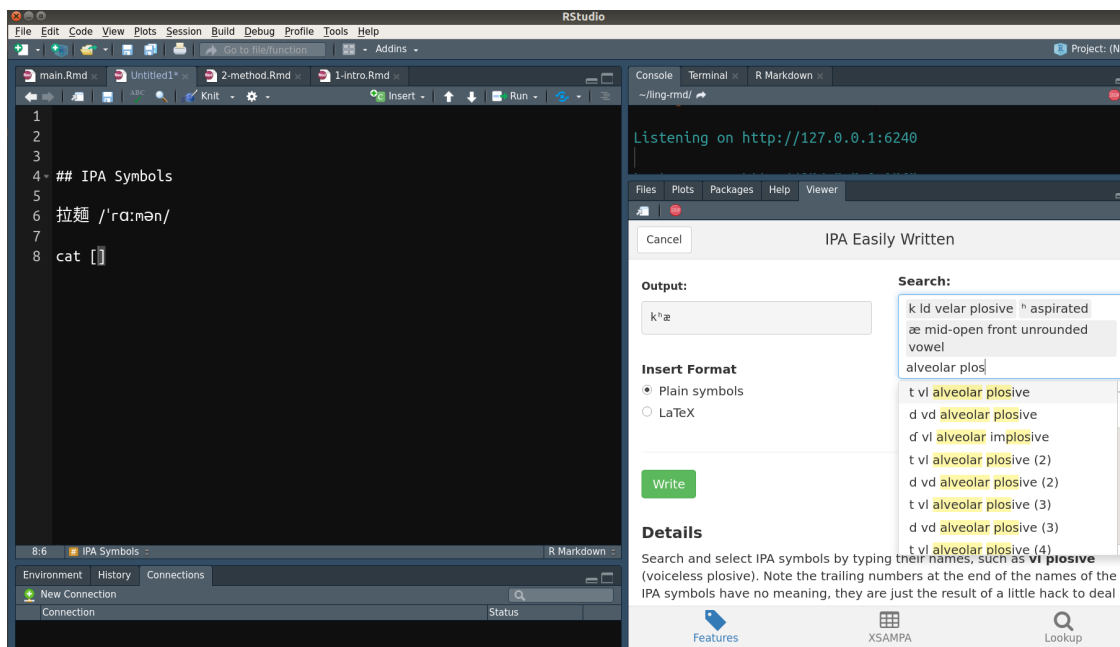 RStudio
File Edit Code View Plots Session Build Debug Profile Tools Help
Go to file/function Addins Project: (N
main.Rmd Untitled1* 2-method.Rmd 1-intro.Rmd
ABC Knit Insert Run
1
2
3
4 ## IPA Symbols
5
6 拉麺 /ˈrɑːmən/
7
8 cat []
8:6 IPA Symbols R Markdown
Environment History Connections
New Connection
Connection Status
Console Terminal R Markdown
~/ling-rmd/
Listening on http://127.0.0.1:6240
Files Plots Packages Help Viewer
Cancel IPA Easily Written
Output:
kʰæ
Search:
k ld velar plosive ʰ aspirated
æ mid-open front unrounded
vowel
alveolar plos
t vl alveolar plosive
d vd alveolar plosive
ɗ vl alveolar implosive
t vl alveolar plosive (2)
d vd alveolar plosive (2)
t vl alveolar plosive (3)
d vd alveolar plosive (3)
t vl alveolar plosive (4)
Insert Format
Plain symbols
LaTeX
Write
Details
Search and select IPA symbols by typing their names, such as vl plosive
(voiceless plosive). Note the trailing numbers at the end of the names of the
IPA symbols have no meaning, they are just the result of a little hack to deal
Features XSAMPA Lookup